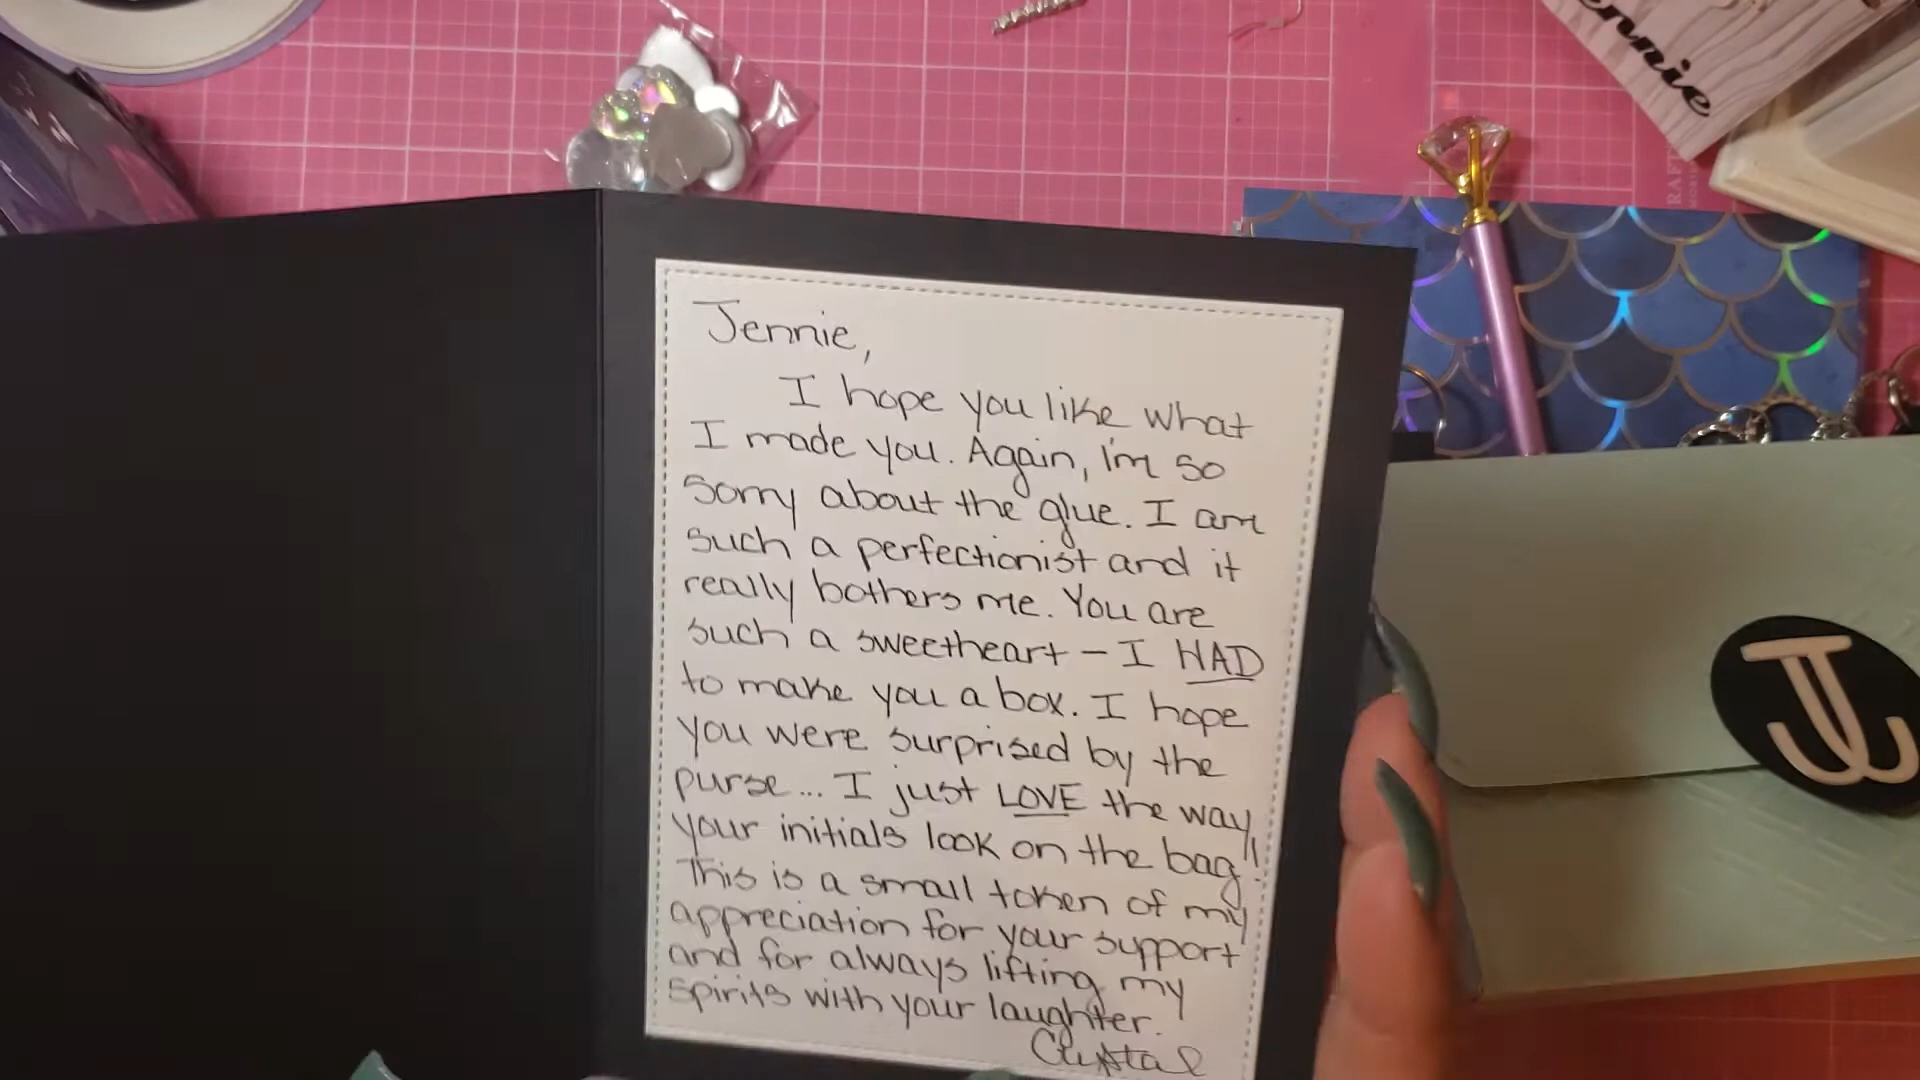 ennie
Jennie,
I hope you like what
I made you. Again, I'm so
sorry about the glue. I am
such a perfectionist and it
really bothers me. You are
such a sweetheart – I HAD
to make you a box. I hope
you were surprised by the
purse... I just LOVE the way
your initials look on the bag!!
This is a small token of my
appreciation for your support
and for always lifting my
spirits with your laughter.
Crystal
JL